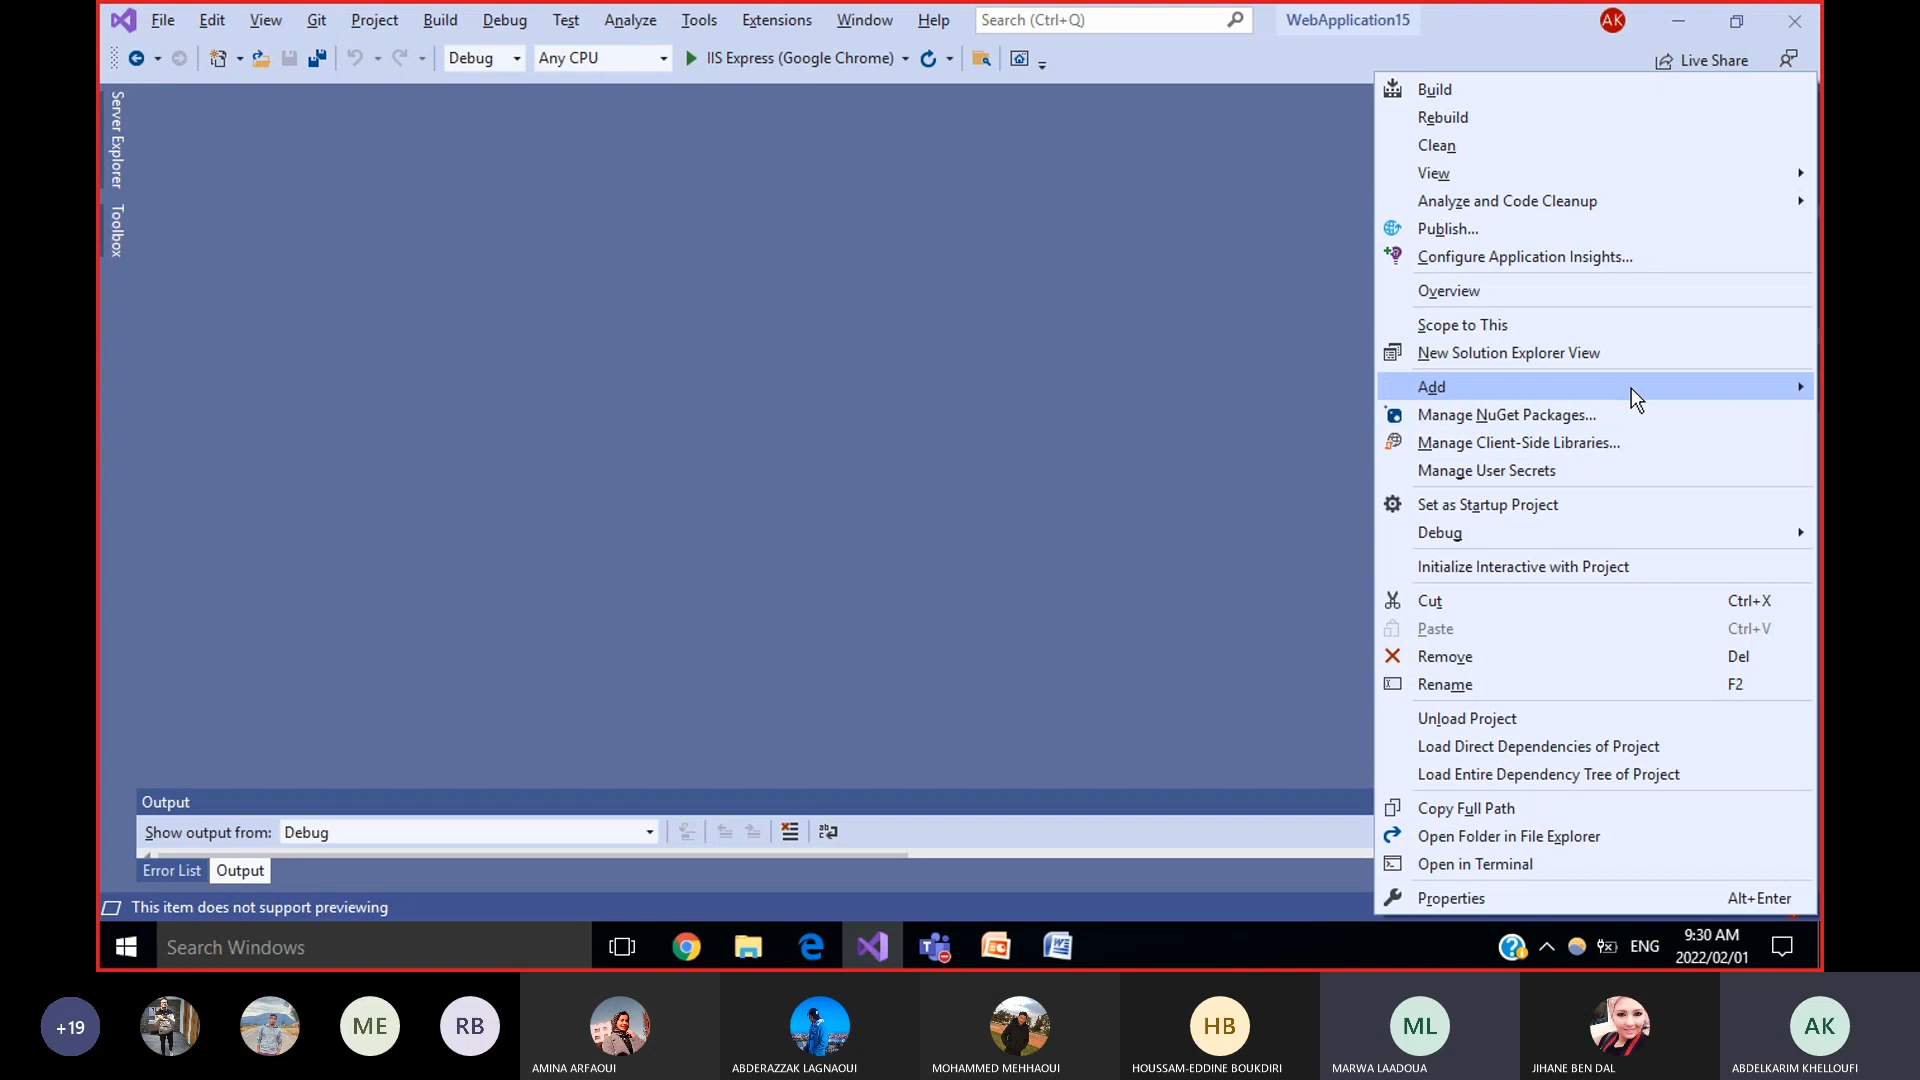 File Edit View Git Project Build Debug Test Analyze Tools Extensions Window Help Search (Ctrl+Q) WebApplication15 AK
Debug Any CPU IIS Express (Google Chrome) Live Share
Server Explorer
Toolbox
Build
Rebuild
Clean
View
Analyze and Code Cleanup
Publish...
Configure Application Insights...
Overview
Scope to This
New Solution Explorer View
Add
Manage NuGet Packages...
Manage Client-Side Libraries...
Manage User Secrets
Set as Startup Project
Debug
Initialize Interactive with Project
Cut Ctrl+X
Paste Ctrl+V
Remove Del
Rename F2
Unload Project
Load Direct Dependencies of Project
Load Entire Dependency Tree of Project
Copy Full Path
Open Folder in File Explorer
Open in Terminal
Properties Alt+Enter
Output
Show output from: Debug
Error List Output
This item does not support previewing
Search Windows
ENG
9:30 AM
2022/02/01
+19 ME RB HB ML AK
AMINA ARFAOUI ABDERAZZAK LAGNAOUI MOHAMMED MEHHAOUI HOUSSAM-EDDINE BOUKDIRI MARWA LAADOUA JIHANE BEN DAL ABDELKARIM KHELLOUFI